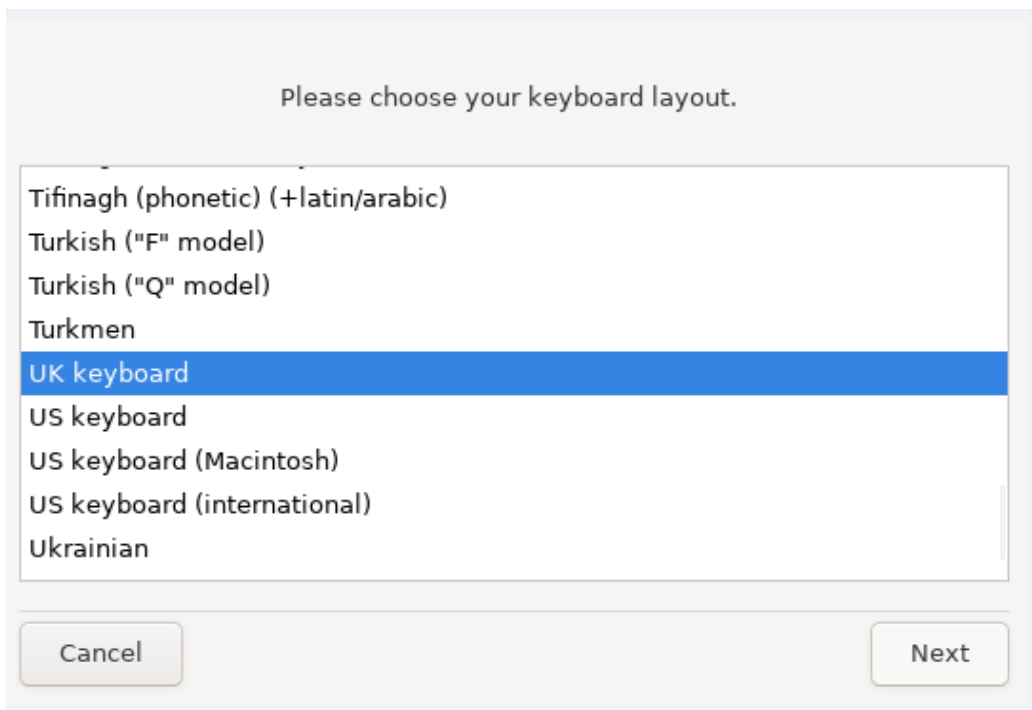 Please choose your keyboard layout.
Tifinagh (phonetic) (+latin/arabic)
Turkish ("F" model)
Turkish ("Q" model)
Turkmen
UK keyboard
US keyboard
US keyboard (Macintosh)
US keyboard (international)
Ukrainian
Cancel
Next